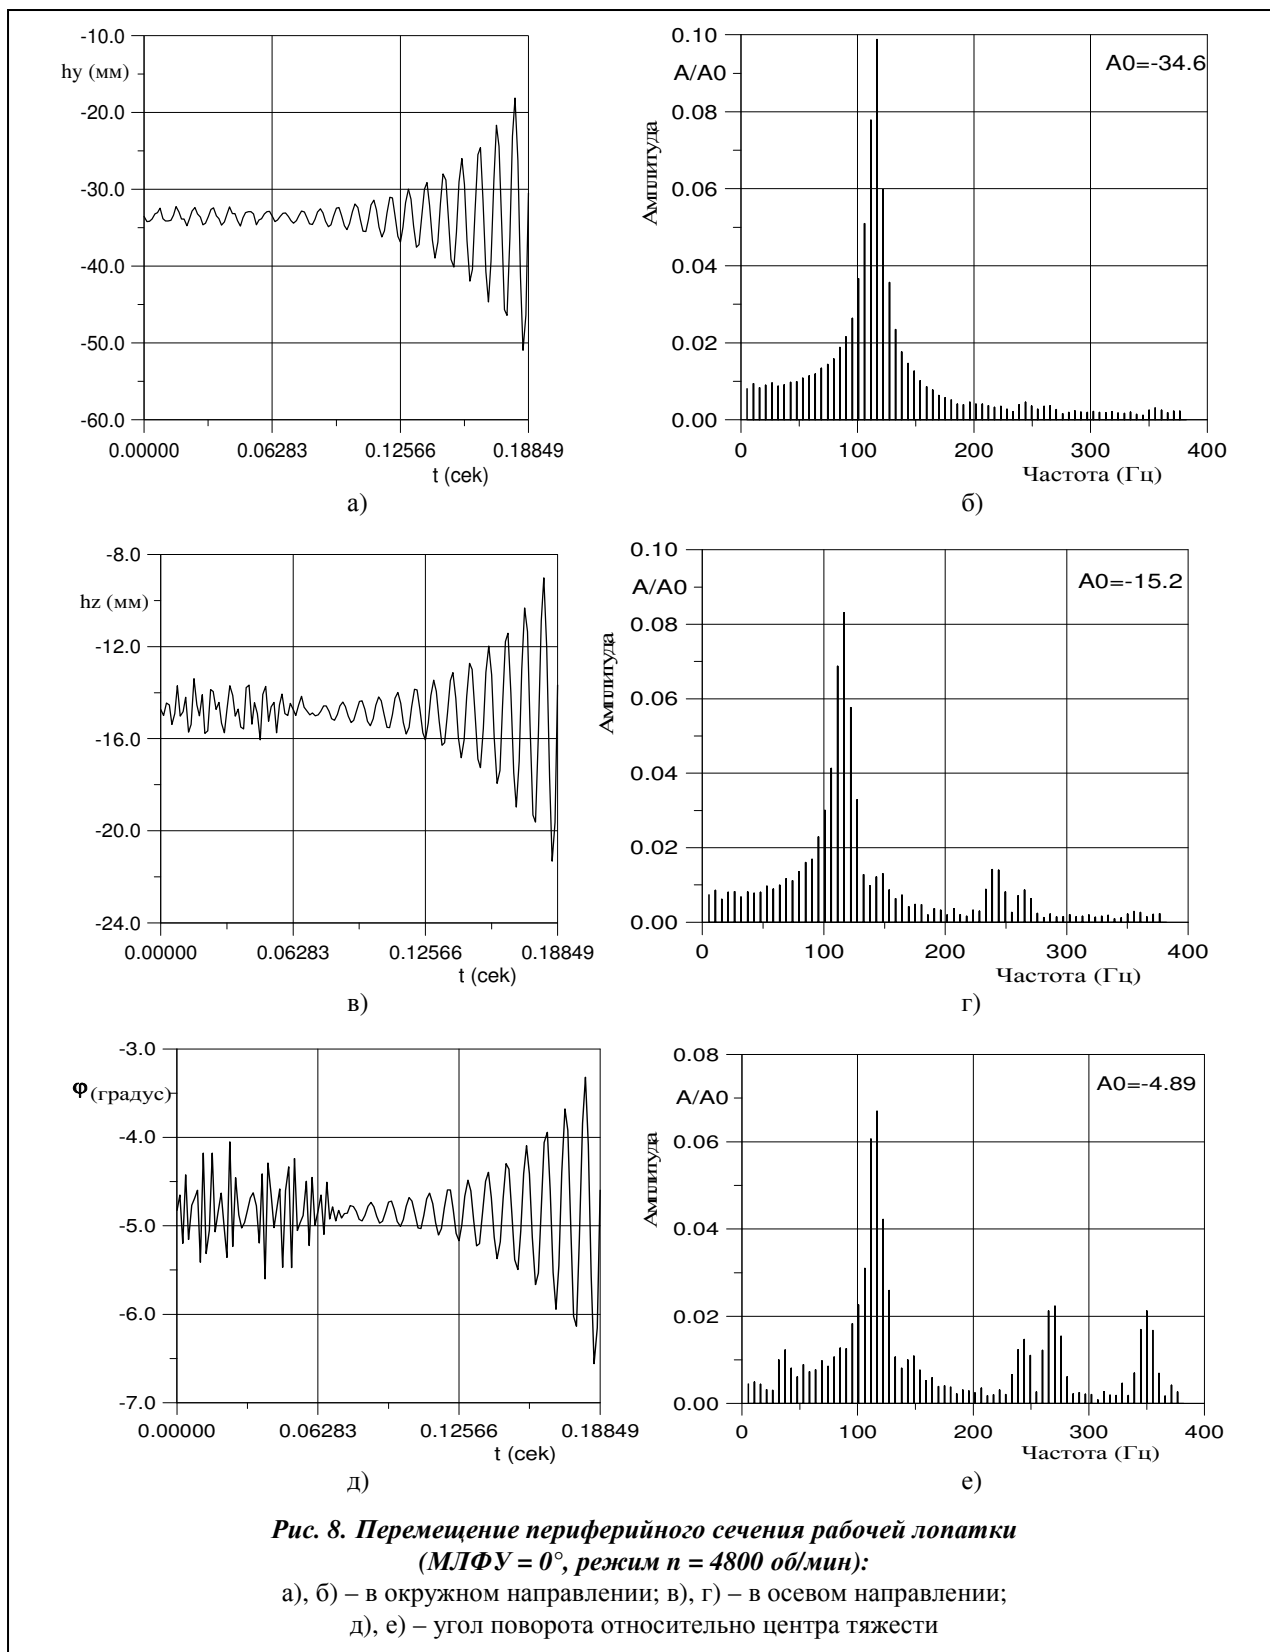 -10.0
hy (мм)
-20.0
-30.0
-40.0
-50.0
-60.0
0.00000 0.06283 0.12566 0.18849
t (сек)
а)
0.10
A/A0
A0=-34.6
0.08
Амплитуда
0.06
0.04
0.02
0.00
0 100 200 300 400
Частота (Гц)
б)
-8.0
hz (мм)
-12.0
-16.0
-20.0
-24.0
0.00000 0.06283 0.12566 0.18849
t (сек)
в)
0.10
A/A0
A0=-15.2
0.08
Амплитуда
0.06
0.04
0.02
0.00
0 100 200 300 400
Частота (Гц)
г)
-3.0
φ (градус)
-4.0
-5.0
-6.0
-7.0
0.00000 0.06283 0.12566 0.18849
t (сек)
д)
0.08
A/A0
A0=-4.89
0.06
Амплитуда
0.04
0.02
0.00
0 100 200 300 400
Частота (Гц)
е)
Рис. 8. Перемещение периферийного сечения рабочей лопатки
(МЛФУ = 0°, режим n = 4800 об/мин):
а), б) – в окружном направлении; в), г) – в осевом направлении;
д), е) – угол поворота относительно центра тяжести